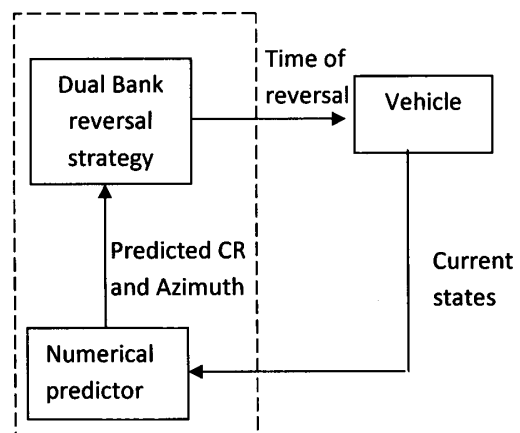 Dual Bank
reversal
strategy
Time of
reversal
Vehicle
Predicted CR
and Azimuth
Current
states
Numerical
predictor